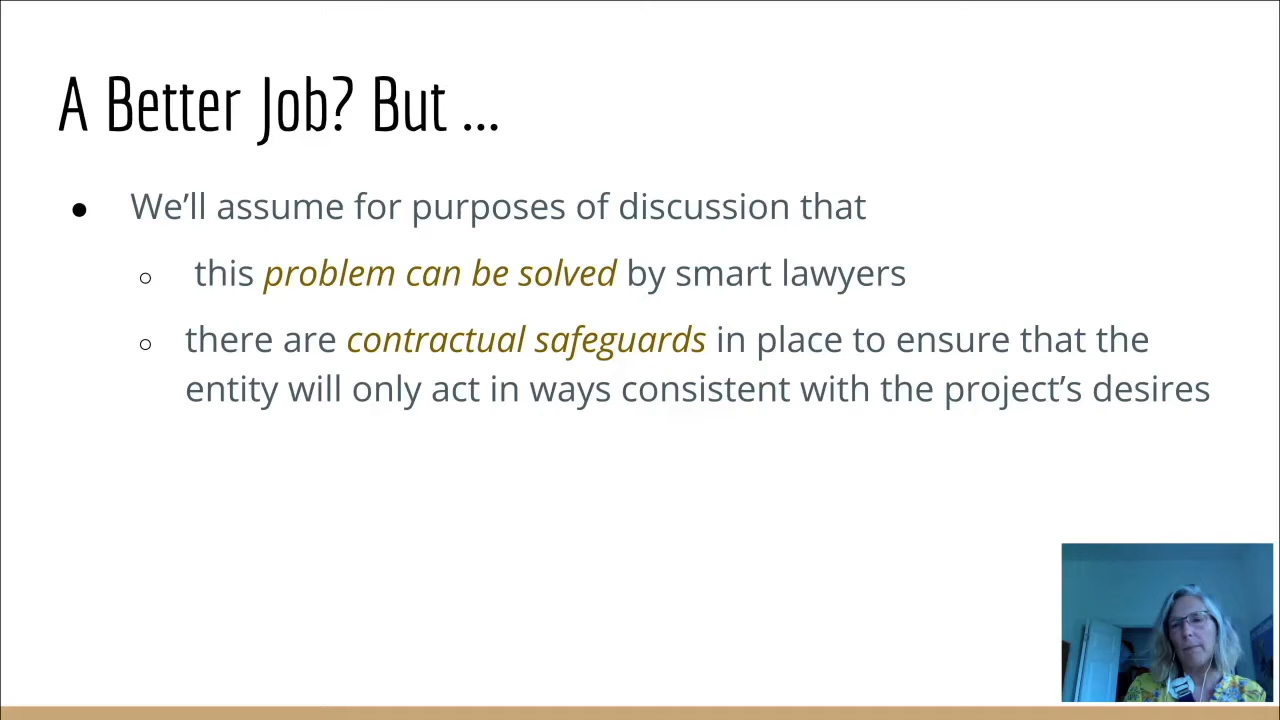 A Better Job? But ...
● We’ll assume for purposes of discussion that
○ this problem can be solved by smart lawyers
○ there are contractual safeguards in place to ensure that the
entity will only act in ways consistent with the project’s desires